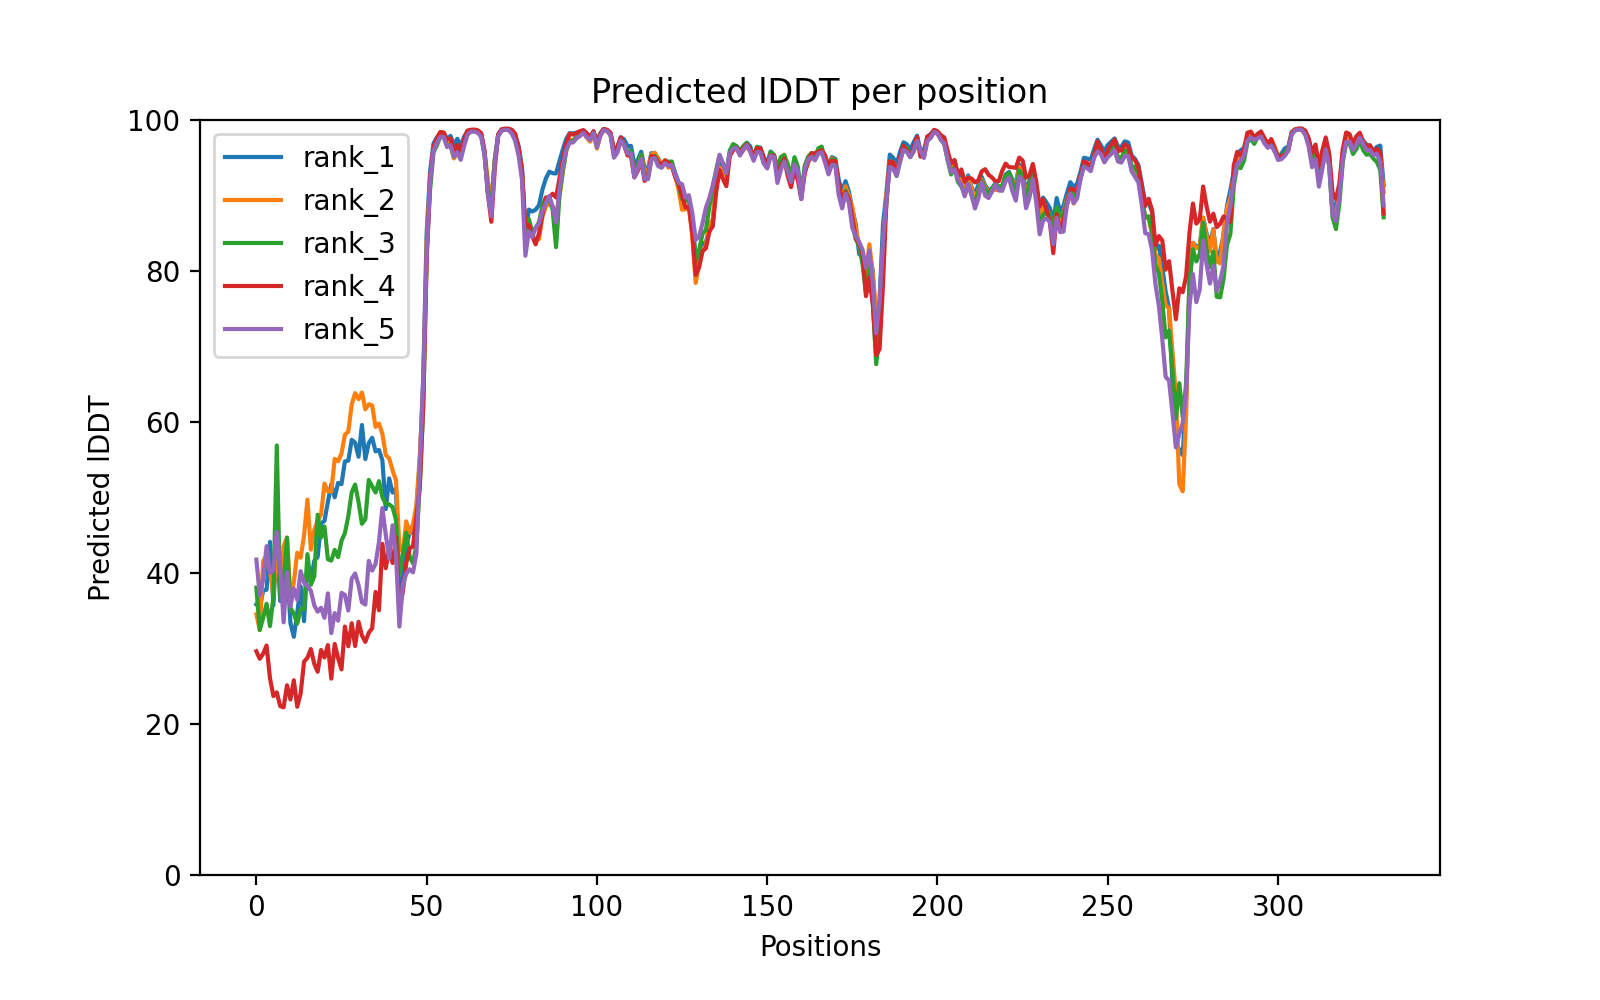 Predicted lDDT per position
100
80
60
40
20
0
Predicted lDDT
rank_1
rank_2
rank_3
rank_4
rank_5
0 50 100 150 200 250 300
Positions